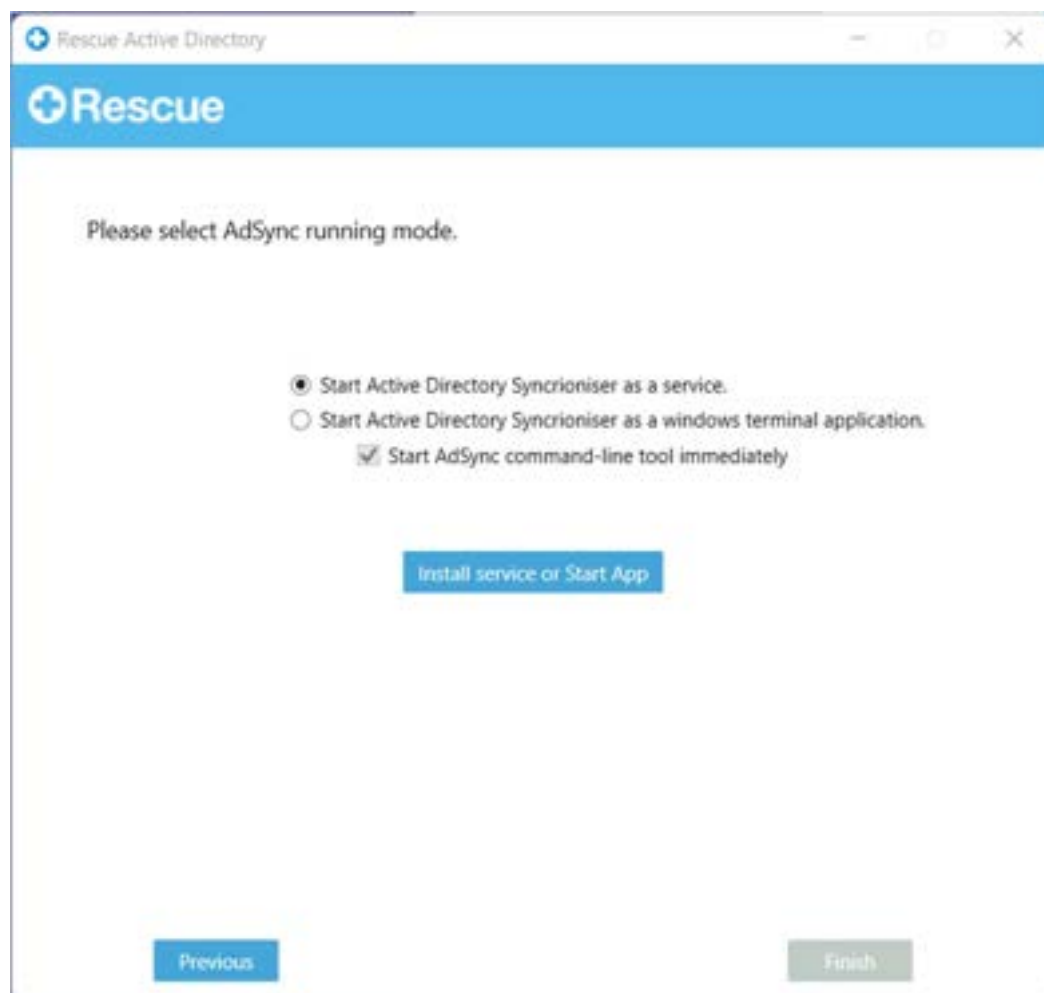 Rescue Active Directory
Rescue
Please select AdSync running mode.
Start Active Directory Syncrioniser as a service.
Start Active Directory Syncrioniser as a windows terminal application.
Start AdSync command-line tool immediately
Install service or Start App
Previous
Finish